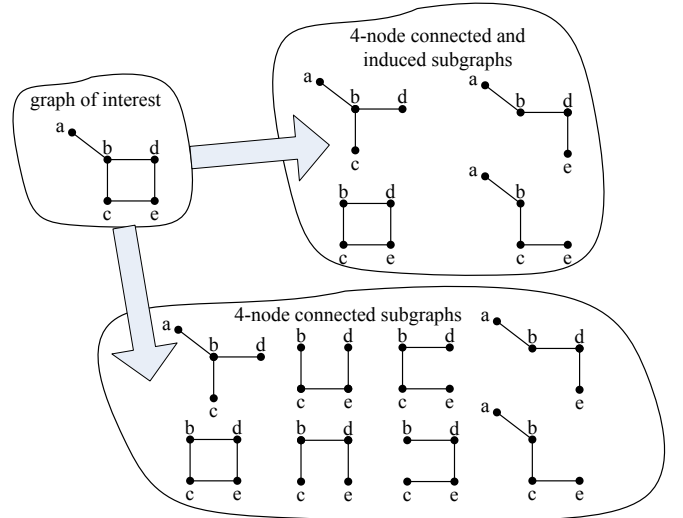 graph of interest
a
b d
c e
4-node connected and
induced subgraphs
a
b d
c
a
b d
e
b d
c e
a
b
c e
4-node connected subgraphs
a
b d
c
b d
c e
b d
c e
a
b d
e
b d
c e
b d
c e
b d
c e
a
b
c e